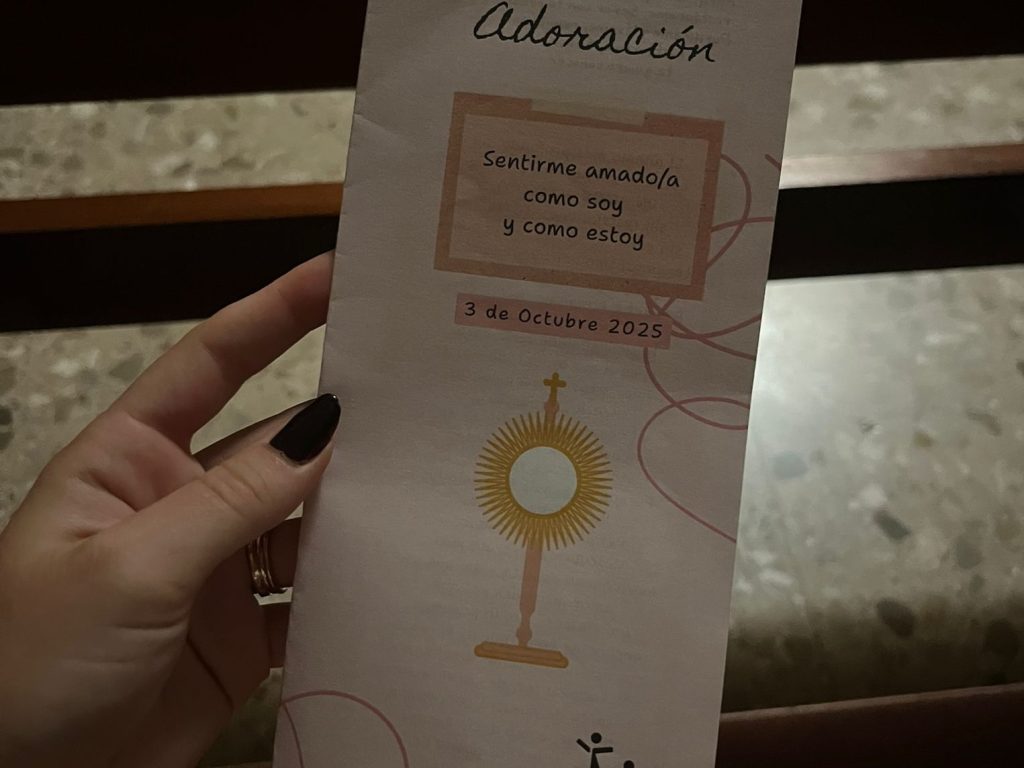 adoración
Sentirme amado/a
como soy
y como estoy
3 de Octubre 2025